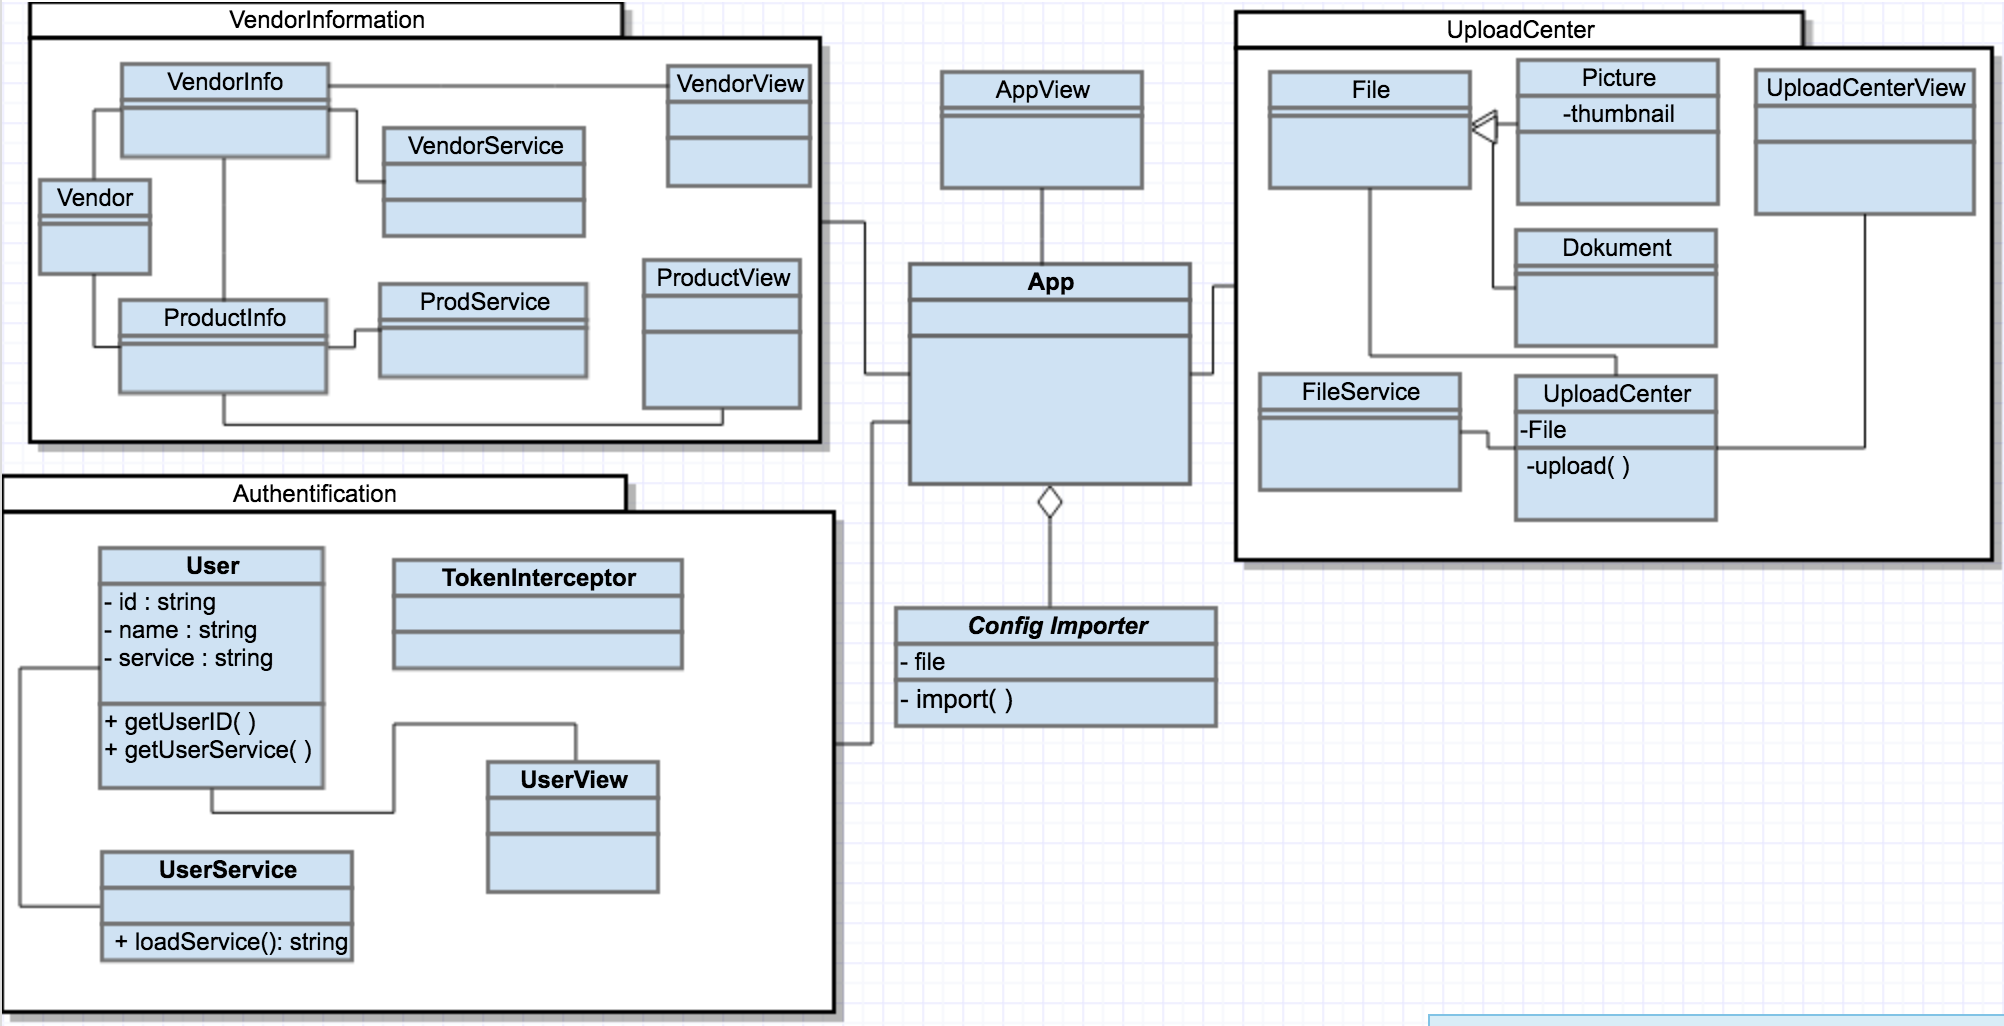 VendorInformation
VendorInfo
VendorView
VendorService
Vendor
ProductView
ProdService
ProductInfo
AppView
App
Config Importer
- file
- import( )
UploadCenter
File
Picture
-thumbnail
UploadCenterView
Dokument
FileService
UploadCenter
-File
-upload( )
Authentification
User
- id : string
- name : string
- service : string
+ getUserID( )
+ getUserService( )
TokenInterceptor
UserView
UserService
+ loadService(): string